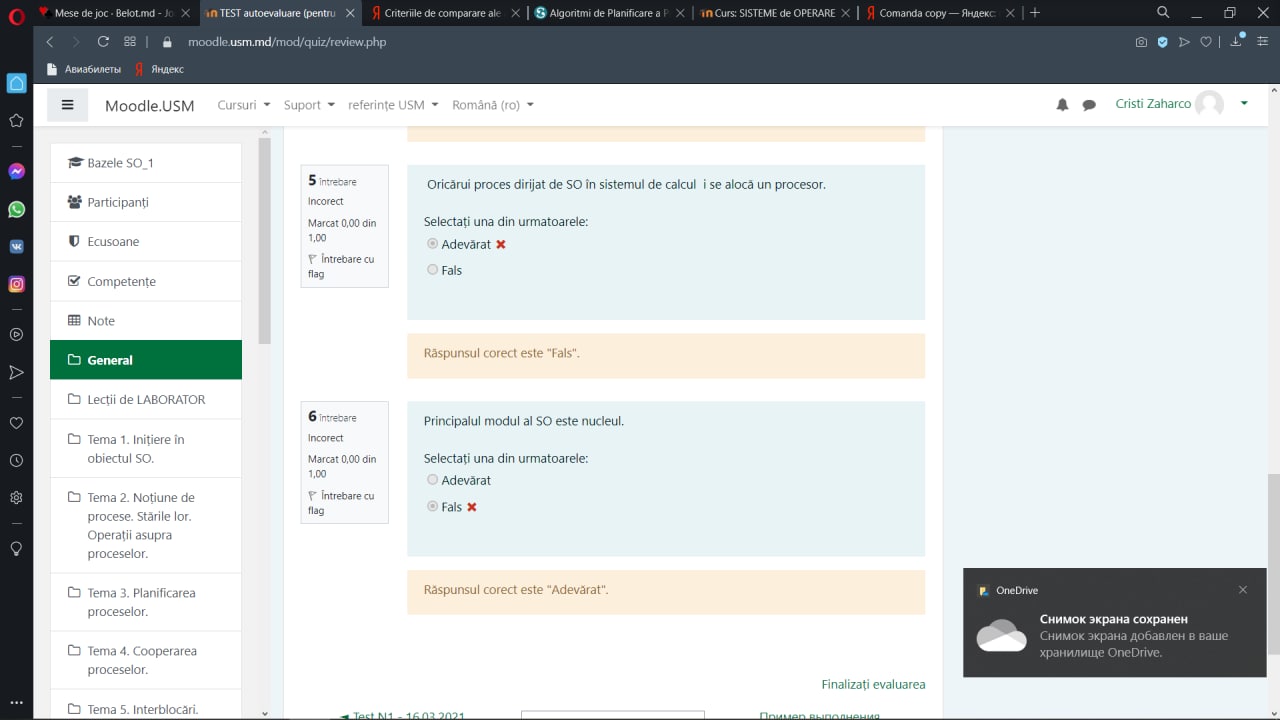 Mese de joc - Belot.md - Jo
TEST autoevaluare (pentru
Criteriile de comparare ale
Algoritmi de Planificare a P
Curs SISTEME de OPERARE
Comanda copy — Яндекс:
moodle.usm.md/mod/quiz/review.php
Авиабилеты
Яндекс
Moodle.USM
Cursuri
Suport
referințe USM
Română (ro)
Cristi Zaharco
Bazele SO_1
Participanți
Ecusoane
Competențe
Note
General
Lecții de LABORATOR
Tema 1. Inițiere în
obiectul SO.
Tema 2. Noțiune de
procese. Stările lor.
Operații asupra
proceselor.
Tema 3. Planificarea
proceselor.
Tema 4. Cooperarea
proceselor.
Tema 5. Interblocări.
5 întrebare
Incorect
Marcat 0,00 din
1,00
Întrebare cu
flag
Oricărui proces dirijat de SO în sistemul de calcul i se alocă un procesor.
Selectați una din urmatoarele:
Adevărat
Fals
Răspunsul corect este "Fals".
6 întrebare
Incorect
Marcat 0,00 din
1,00
Întrebare cu
flag
Principalul modul al SO este nucleul.
Selectați una din urmatoarele:
Adevărat
Fals
Răspunsul corect este "Adevărat".
Finalizați evaluarea
◄ Test N1 - 16.03.2021
Пример выполнения
OneDrive
Снимок экрана сохранен
Снимок экрана добавлен в ваше
хранилище OneDrive.